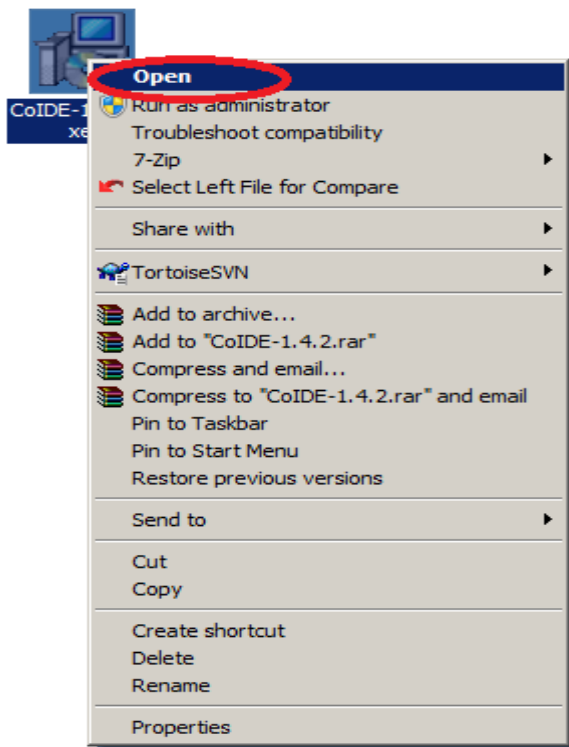 Open
CoIDE-1
xe
Run as administrator
Troubleshoot compatibility
7-Zip
Select Left File for Compare
Share with
TortoiseSVN
Add to archive...
Add to "CoIDE-1.4.2.rar"
Compress and email...
Compress to "CoIDE-1.4.2.rar" and email
Pin to Taskbar
Pin to Start Menu
Restore previous versions
Send to
Cut
Copy
Create shortcut
Delete
Rename
Properties